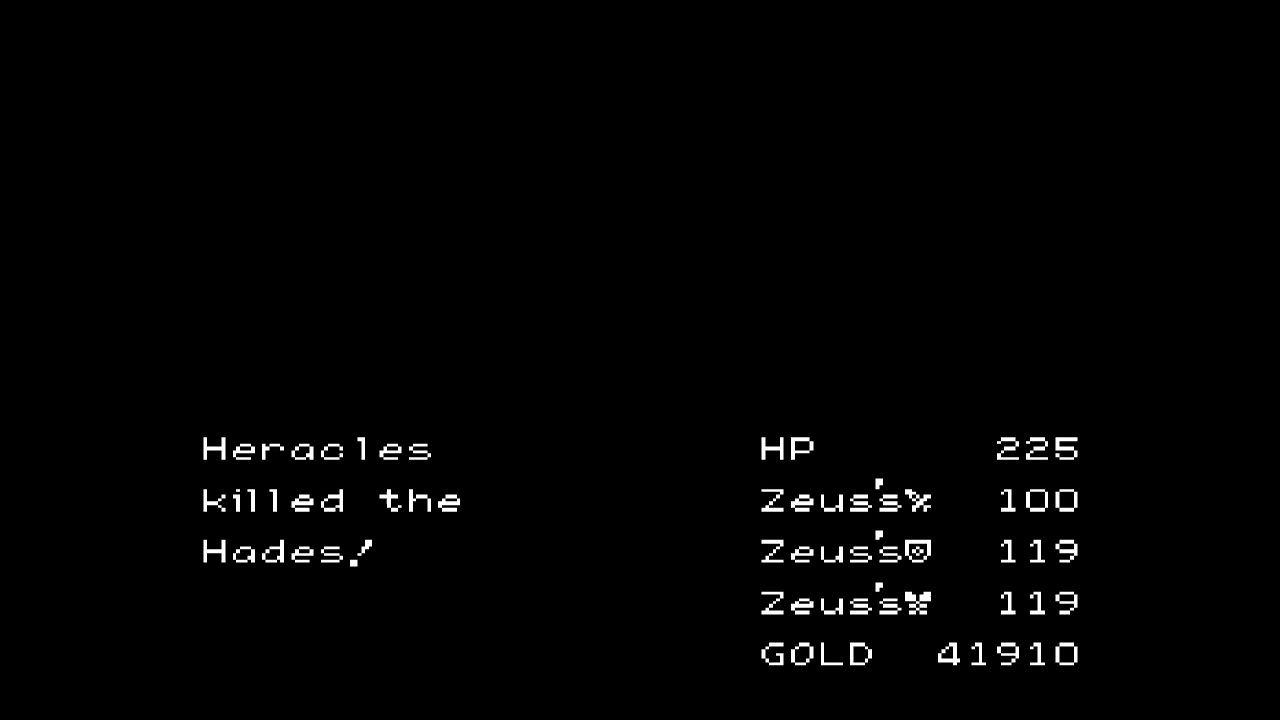 Heracles
killed the
Hades!
HP 225
Zeus's 100
Zeus's 119
Zeus's 119
GOLD 41910